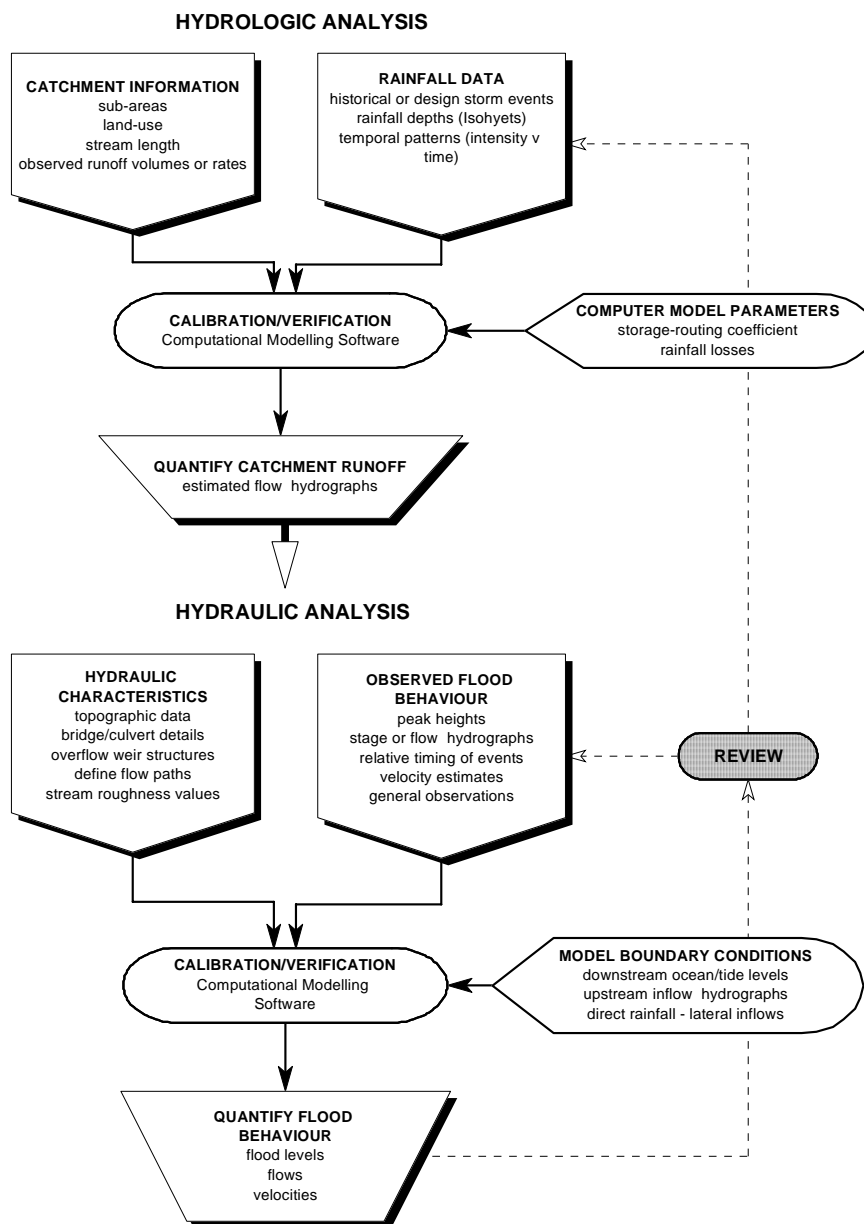 HYDROLOGIC ANALYSIS
CATCHMENT INFORMATION
sub-areas
land-use
stream length
observed runoff volumes or rates
RAINFALL DATA
historical or design storm events
rainfall depths (Isohyets)
temporal patterns (intensity v
time)
CALIBRATION/VERIFICATION
Computational Modelling Software
COMPUTER MODEL PARAMETERS
storage-routing coefficient
rainfall losses
QUANTIFY CATCHMENT RUNOFF
estimated flow hydrographs
HYDRAULIC ANALYSIS
HYDRAULIC
CHARACTERISTICS
topographic data
bridge/culvert details
overflow weir structures
define flow paths
stream roughness values
OBSERVED FLOOD
BEHAVIOUR
peak heights
stage or flow hydrographs
relative timing of events
velocity estimates
general observations
REVIEW
CALIBRATION/VERIFICATION
Computational Modelling
Software
MODEL BOUNDARY CONDITIONS
downstream ocean/tide levels
upstream inflow hydrographs
direct rainfall - lateral inflows
QUANTIFY FLOOD
BEHAVIOUR
flood levels
flows
velocities